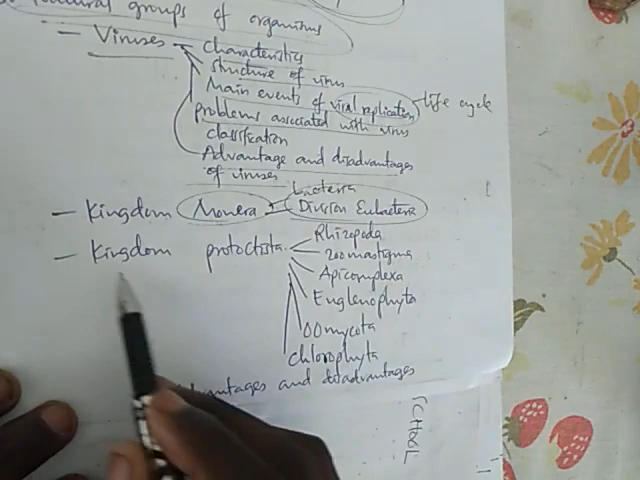 Natural groups of organisms
- Viruses - Characteristics
Structure of virus
Main events of viral replication - life cycle
Problems associated with virus
classification
Advantage and disadvantages
of viruses
bacteria
- Kingdom Monera - Division Eubacteria
- Kingdom protoctista - Rhizopoda
zoomastigma
Apicomplexa
Euglenophyta
Oomycota
Chlorophyta
Advantages and disadvantages
SCHOOL